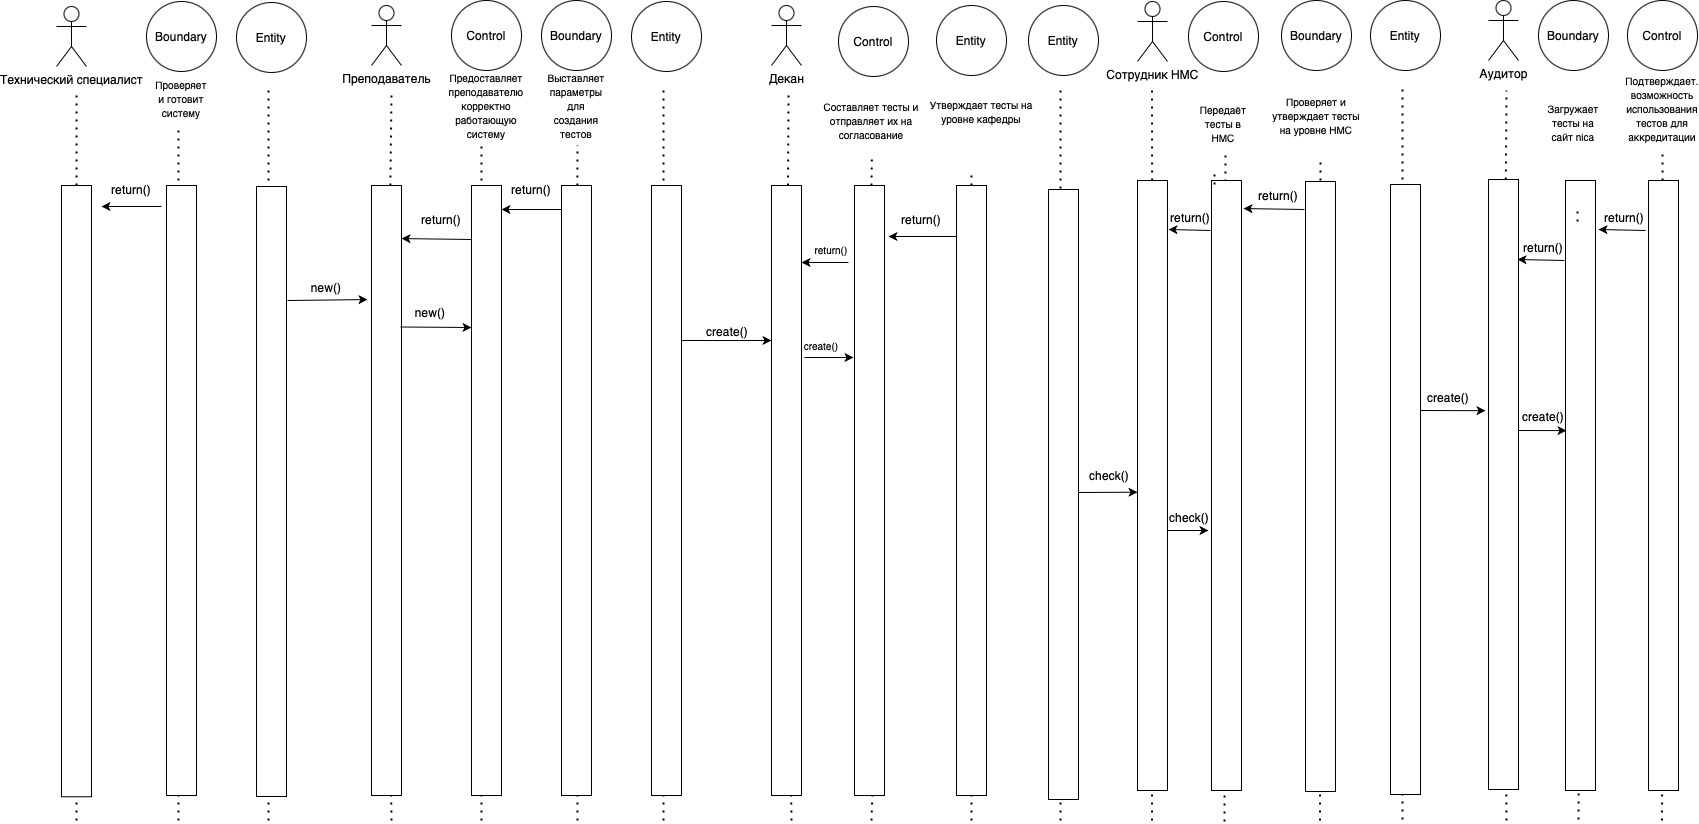 Технический специалист
Boundary
Проверяет
и готовит
систему
Entity
Преподаватель
Control
Предоставляет
преподавателю
корректно
работающую
систему
Boundary
Выставляет
параметры
для
создания
тестов
Entity
Декан
Control
Составляет тесты и
отправляет их на
согласование
Entity
Утверждает тесты на
уровне кафедры
Entity
Сотрудник НМС
Control
Передаёт
тесты в
НМС
Boundary
Проверяет и
утверждает тесты
на уровне НМС
Entity
Аудитор
Boundary
Загружает
тесты на
сайт nica
Control
Подтверждает.
возможность
использования
тестов для
аккредитации
return()
return()
return()
new()
new()
return()
return()
create()
create()
return()
return()
check()
check()
return()
return()
create()
create()